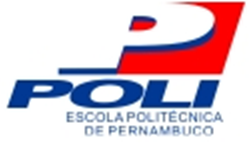 P
POLI
ESCOLA POLITÉCNICA
DE PERNAMBUCO